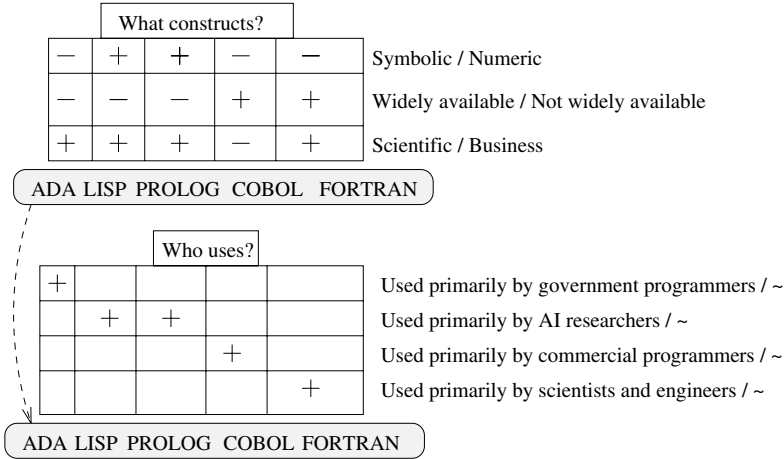 What constructs?
− + + − − Symbolic / Numeric
− − − + + Widely available / Not widely available
+ + + − + Scientific / Business
ADA LISP PROLOG COBOL FORTRAN
Who uses?
+ Used primarily by government programmers / ~
+ + Used primarily by AI researchers / ~
+ Used primarily by commercial programmers / ~
+ Used primarily by scientists and engineers / ~
ADA LISP PROLOG COBOL FORTRAN